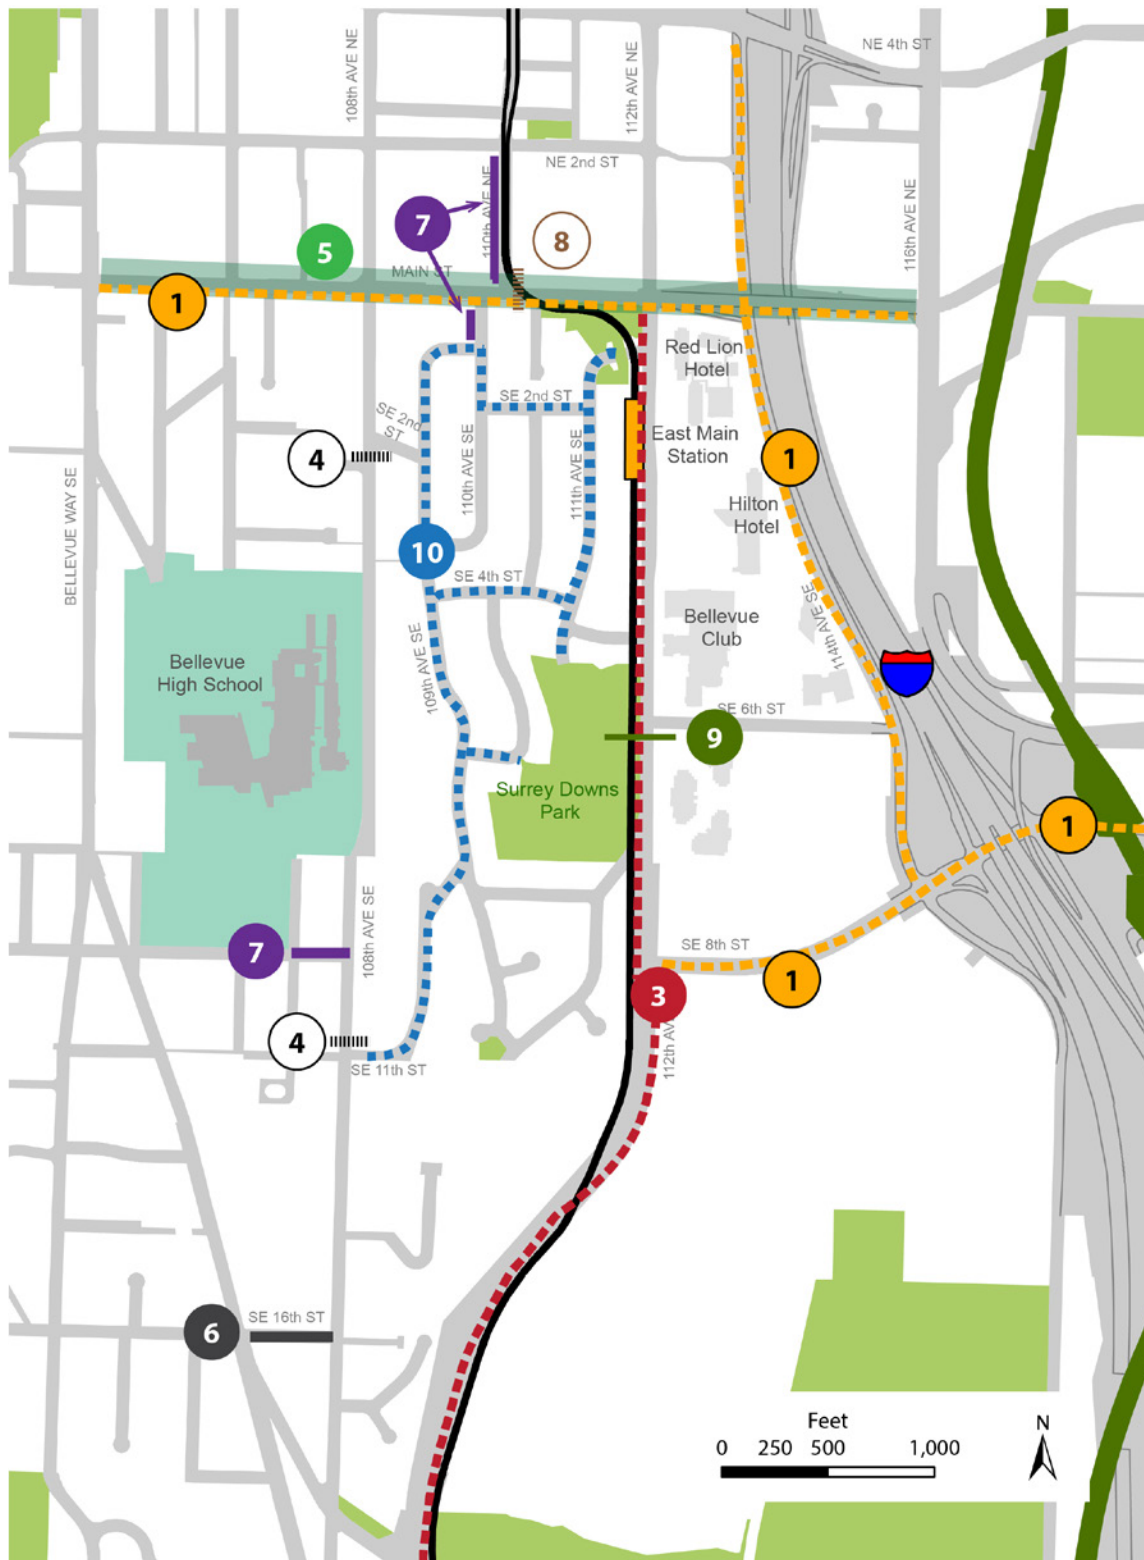 NE 4th ST
108th AVE NE
112th AVE NE
NE 2nd ST
110th AVE NE
116th AVE NE
7
8
5
MAIN ST
1
Red Lion
Hotel
SE 2nd ST
SE 2nd
ST
East Main
Station
4
1
110th AVE SE
111th AVE SE
Hilton
Hotel
BELLEVUE WAY SE
10
SE 4th ST
Bellevue
Club
114th AVE SE
Bellevue
High School
109th AVE SE
SE 6th ST
9
Surrey Downs
Park
1
108th AVE SE
7
SE 8th ST
1
3
112th AV
4
SE 11th ST
6
SE 16th ST
Feet
0 250 500 1,000
N